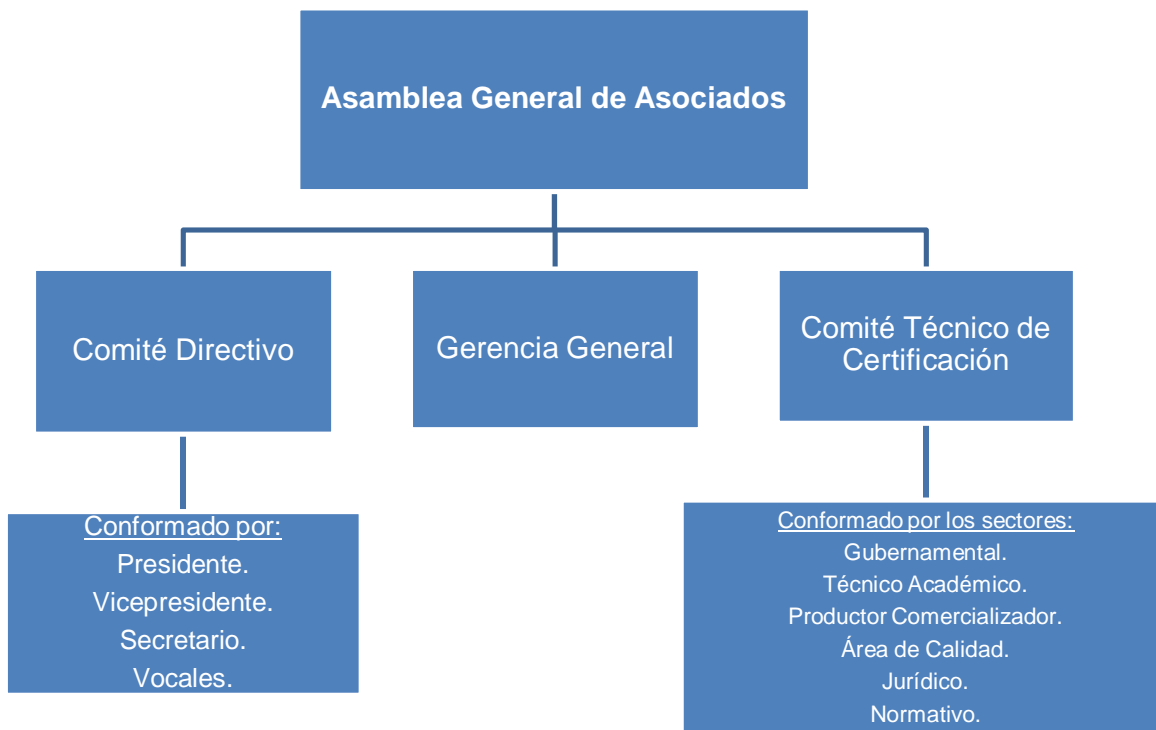 Asamblea General de Asociados
Comité Directivo
Gerencia General
Comité Técnico de
Certificación
Conformado por:
Presidente.
Vicepresidente.
Secretario.
Vocales.
Conformado por los sectores:
Gubernamental.
Técnico Académico.
Productor Comercializador.
Área de Calidad.
Jurídico.
Normativo.